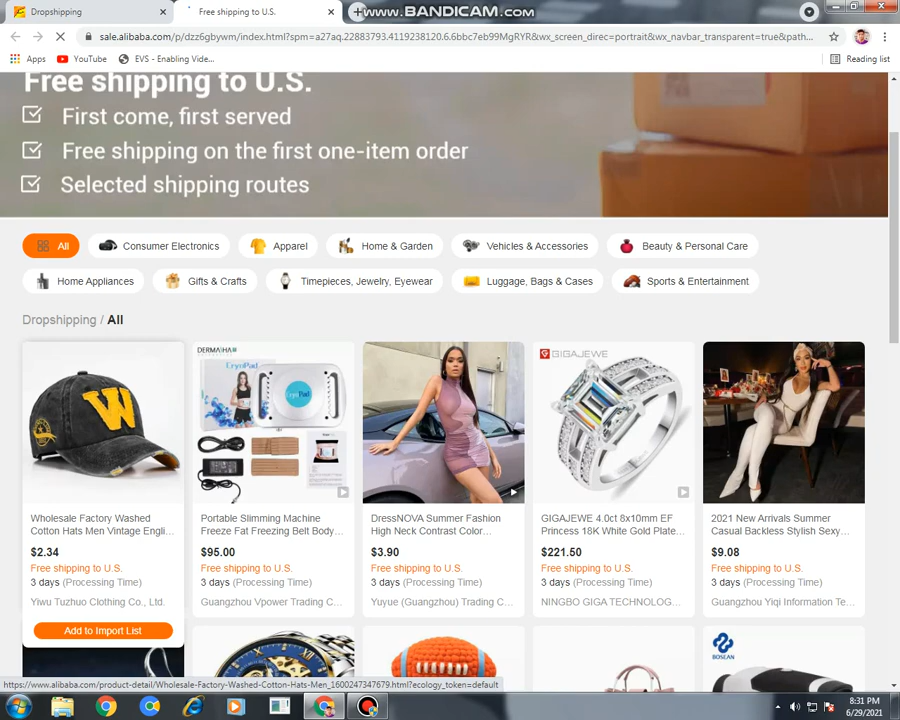 Dropshipping
Free shipping to U.S.
WWW.BANDICAM.COM
sale.alibaba.com/p/dzz6gbywm/index.html?spm=a27aq.22883793.4119238120.6.6bbc7eb99MgRYR&wx_screen_direc=portrait&wx_navbar_transparent=true&path...
Apps
YouTube
EVS - Enabling Vide...
Reading list
Free shipping to U.S.
First come, first served
Free shipping on the first one-item order
Selected shipping routes
All
Consumer Electronics
Apparel
Home & Garden
Vehicles & Accessories
Beauty & Personal Care
Home Appliances
Gifts & Crafts
Timepieces, Jewelry, Eyewear
Luggage, Bags & Cases
Sports & Entertainment
Dropshipping / All
W
DERMASHA
CryoPad
CryoPad
GIGAJEWE
Wholesale Factory Washed
Cotton Hats Men Vintage Engli...
$2.34
Free shipping to U.S.
3 days (Processing Time)
Yiwu Tuzhuo Clothing Co., Ltd.
Add to Import List
Portable Slimming Machine
Freeze Fat Freezing Belt Body...
$95.00
Free shipping to U.S.
3 days (Processing Time)
Guangzhou Vpower Trading C...
DressNOVA Summer Fashion
High Neck Contrast Color...
$3.90
Free shipping to U.S.
3 days (Processing Time)
Yuyue (Guangzhou) Trading C...
GIGAJEWE 4.0ct 8x10mm EF
Princess 18K White Gold Plate...
$221.50
Free shipping to U.S.
3 days (Processing Time)
NINGBO GIGA TECHNOLOG...
2021 New Arrivals Summer
Casual Backless Stylish Sexy...
$9.08
Free shipping to U.S.
3 days (Processing Time)
Guangzhou Yiqi Information Te...
BOSEAN
https://www.alibaba.com/product-detail/Wholesale-Factory-Washed-Cotton-Hats-Men_1600247347679.html?ecology_token=default
8:31 PM
6/29/2021